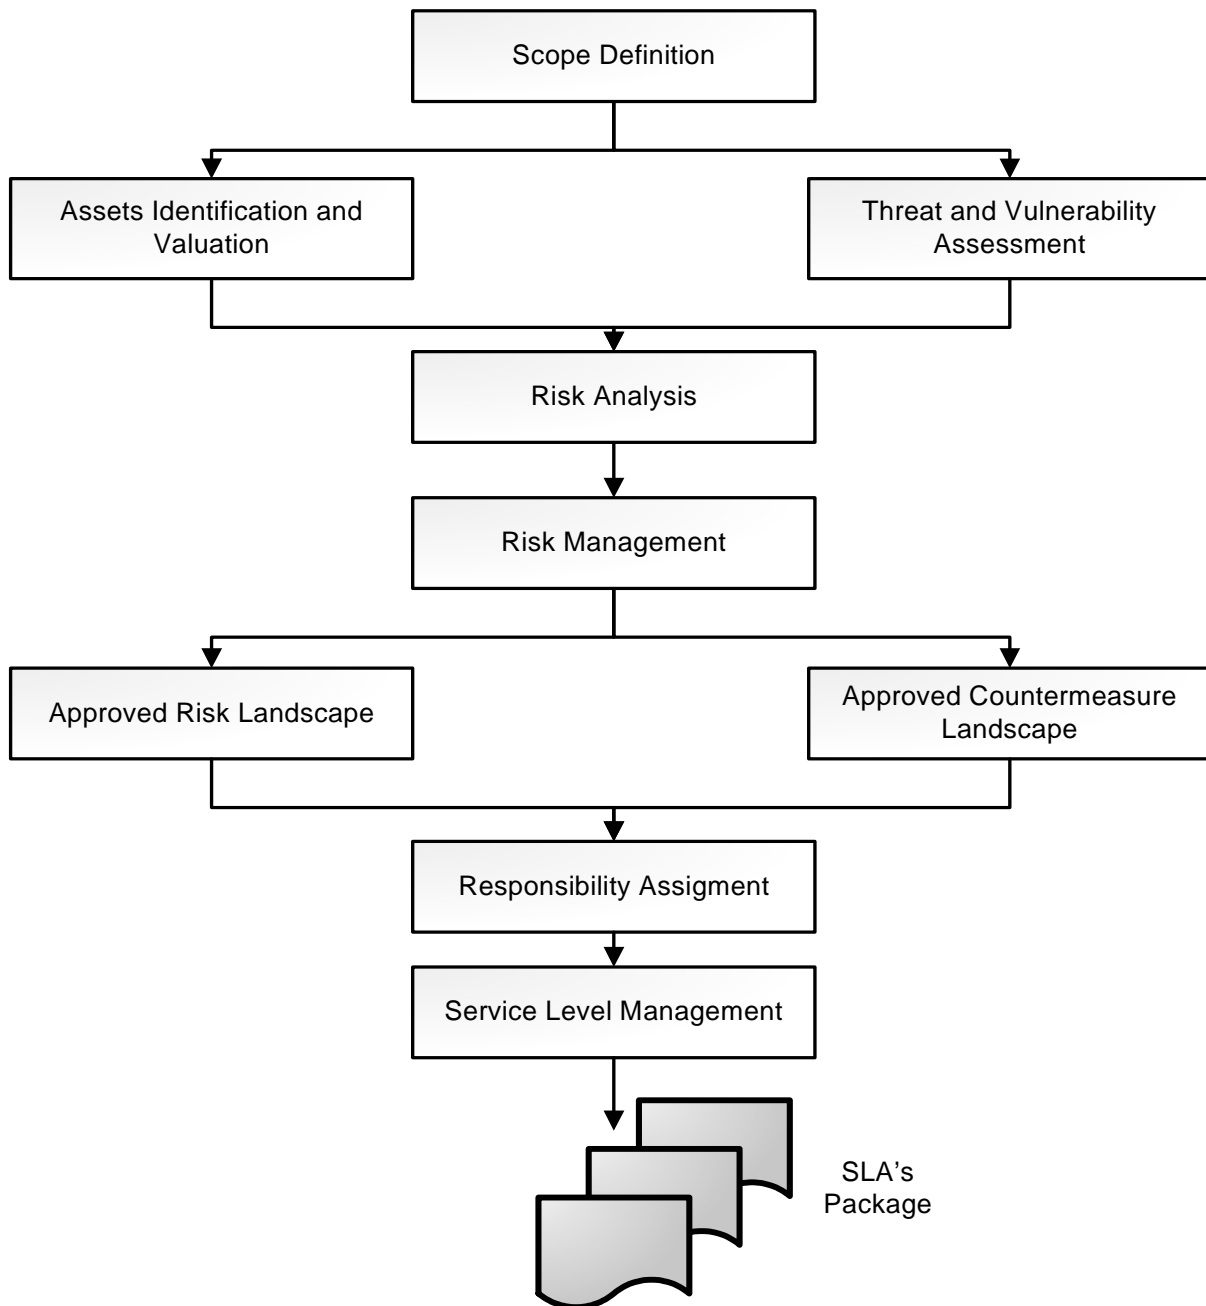 Scope Definition
Assets Identification and
Valuation
Threat and Vulnerability
Assessment
Risk Analysis
Risk Management
Approved Risk Landscape
Approved Countermeasure
Landscape
Responsibility Assigment
Service Level Management
SLA's
Package